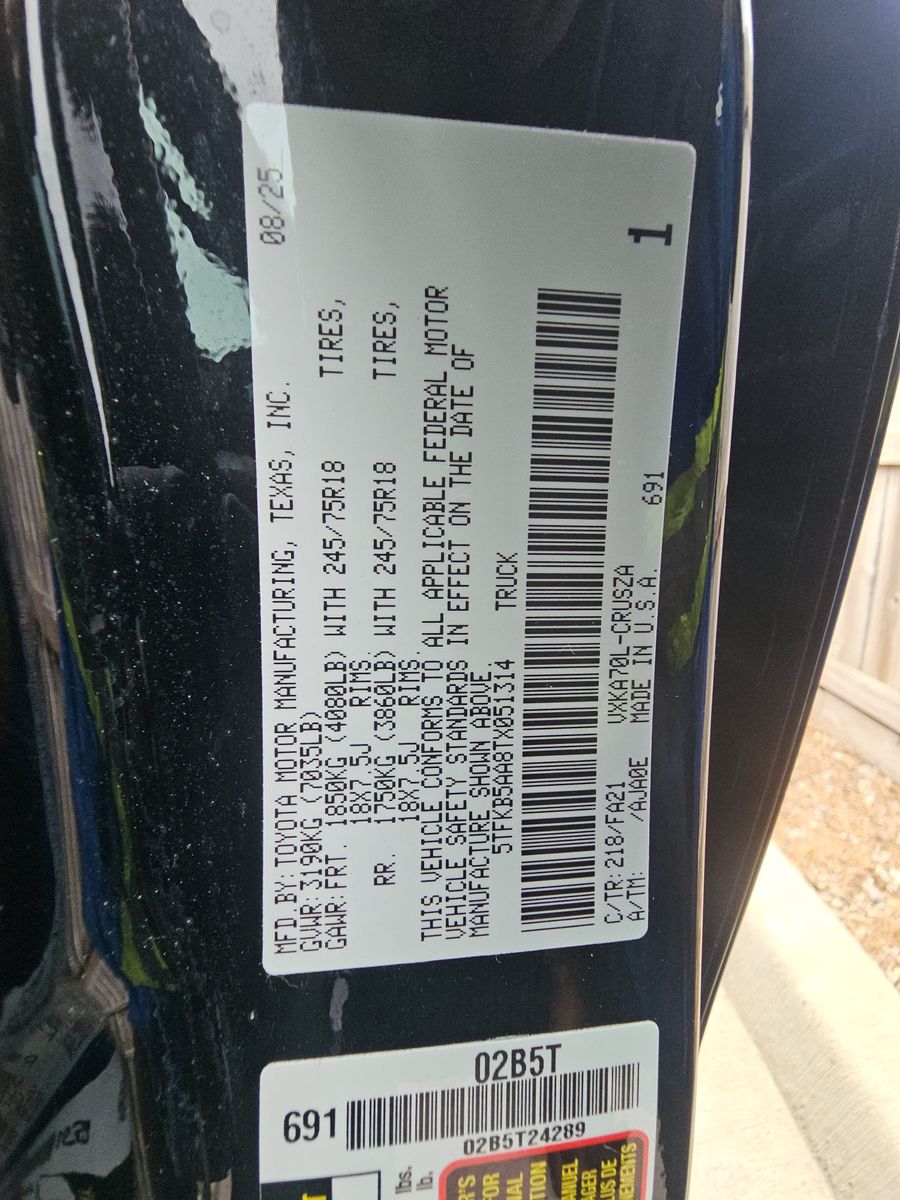 MFD.BY: TOYOTA MOTOR MANUFACTURING, TEXAS, INC. 08/25
GVWR: 3190KG (7035LB)
GAWR: FRT. 1850KG (4080LB) WITH 245/75R18 TIRES,
18X7.5J RIMS
RR. 1750KG (3860LB) WITH 245/75R18 TIRES,
18X7.5J RIMS.
THIS VEHICLE CONFORMS TO ALL APPLICABLE FEDERAL MOTOR
VEHICLE SAFETY STANDARDS IN EFFECT ON THE DATE OF
MANUFACTURE SHOWN ABOVE.
5TFKB5AA8TX051314 TRUCK
1
C/TR: 218/FA21 VXKA70L-CRUSZA 691
A/TM: /AJA0E MADE IN U.S.A.
02B5T
691
02B5T24289
lbs.
lb.